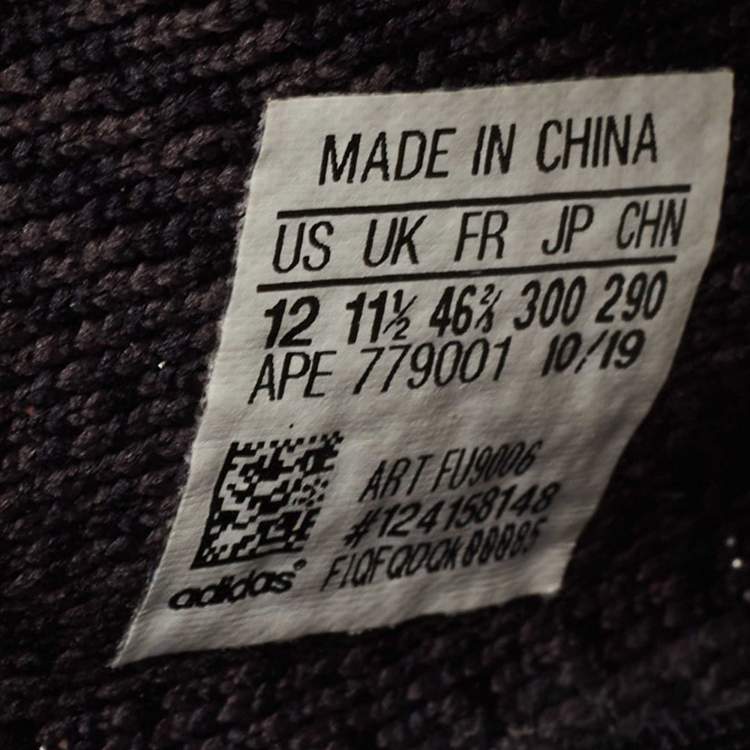 MADE IN CHINA
US UK FR JP CHN
12 11½ 46⅔ 300 290
APE 779001 10/19
ART FU9006
#124158148
adidas®